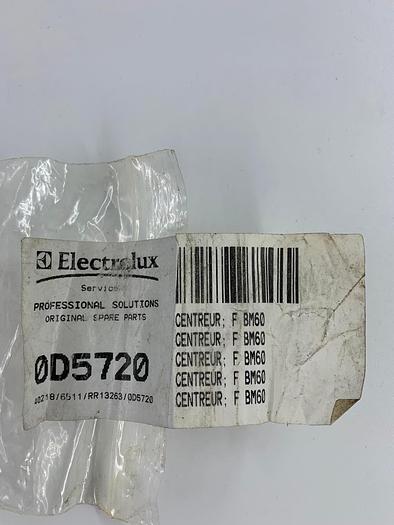 Electrolux
Service
PROFESSIONAL SOLUTIONS
ORIGINAL SPARE PARTS
0D5720
40218/6511/RR13263/0D5720
CENTREUR; F BM60
CENTREUR; F BM60
CENTREUR; F BM60
CENTREUR; F BM60
CENTREUR; F BM60